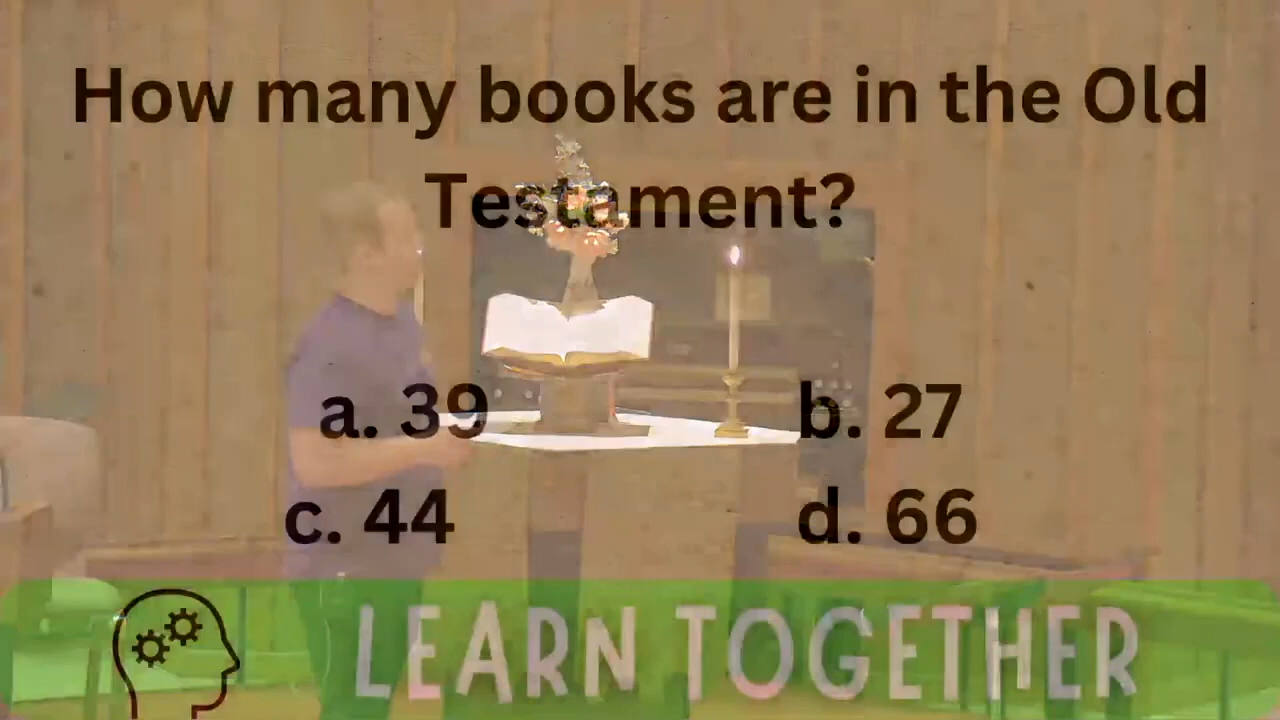 How many books are in the Old
Testament?
a. 39 b. 27
c. 44 d. 66
LEARN TOGETHER